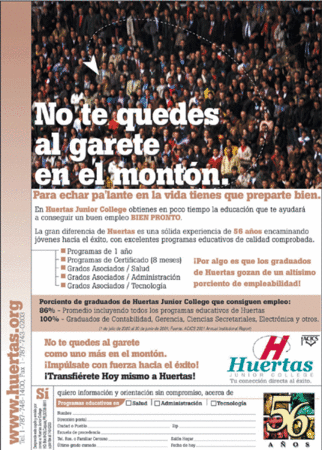 No te quedes
al garete
en el montón.
Para echar pa'lante en la vida tienes que preparte bien.
En Huertas Junior College obtienes en poco tiempo la educación que te ayudará
a conseguir un buen empleo BIEN PRONTO.
La gran diferencia de Huertas es una sólida experiencia de 56 años encaminando
jóvenes hacia el éxito, con excelentes programas educativos de calidad comprobada.
Programas de 1 año
Programas de Certificado (8 meses)
Grados Asociados / Salud
Grados Asociados / Administración
Grados Asociados / Tecnología
¡Por algo es que los graduados
de Huertas gozan de un altísimo
porciento de empleabilidad!
Porciento de graduados de Huertas Junior College que consiguen empleo:
86% - Promedio incluyendo todos los programas educativos de Huertas
100% - Graduados de Contabilidad, Gerencia, Ciencias Secretariales, Electrónica y otros.
No te quedes al garete
como uno más en el montón.
¡Impúlsate con fuerza hacia el éxito!
¡Transfiérete Hoy mismo a Huertas!
H
Huertas
JUNIOR COLLEGE
Tu conexión directa al éxito.
www.huertas.org
Sí
quiero información y orientación sin compromiso, acerca de
Programas educativos en
Salud
Administración
Tecnología
Nombre
56
AÑOS